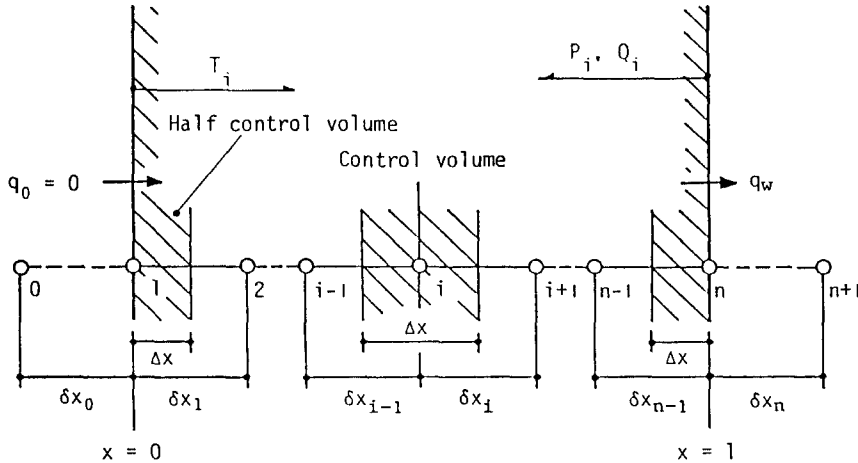 T_i
P_i, Q_i
Half control volume
Control volume
q_0 = 0
q_w
0
1
2
i-1
i
i+1
n-1
n
n+1
Δx
Δx
Δx
δx_0
δx_1
δx_{i-1}
δx_i
δx_{n-1}
δx_n
x = 0
x = 1